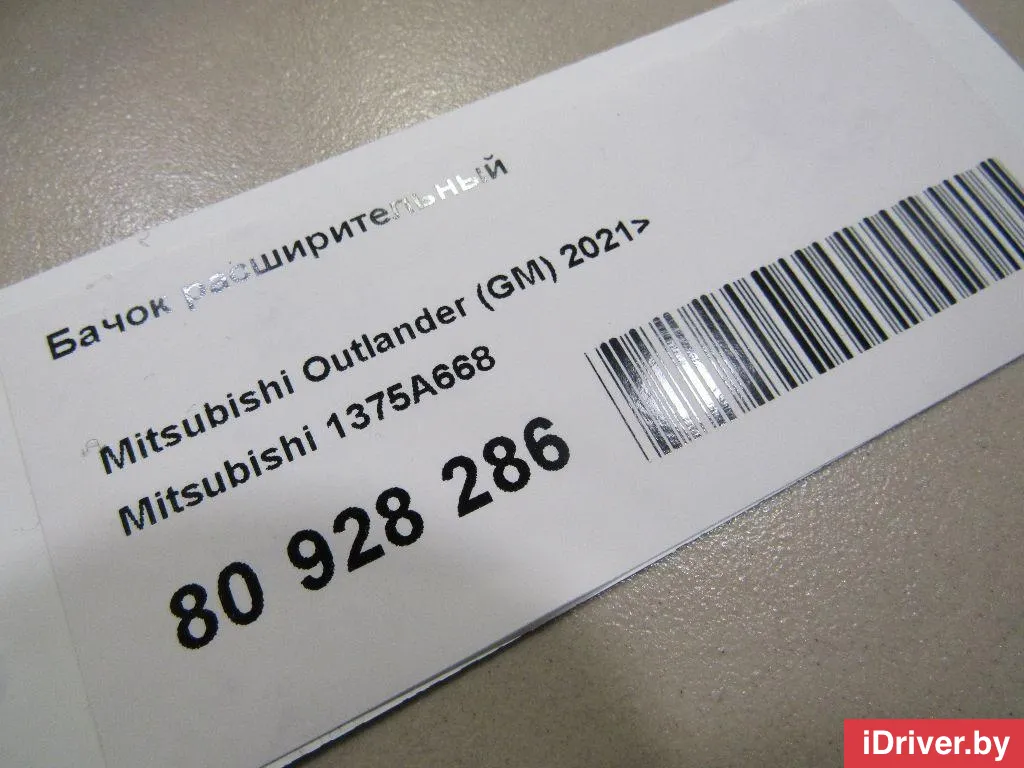 Бачок расширительный
Mitsubishi Outlander (GM) 2021>
Mitsubishi 1375A668
80 928 286
iDriver.by